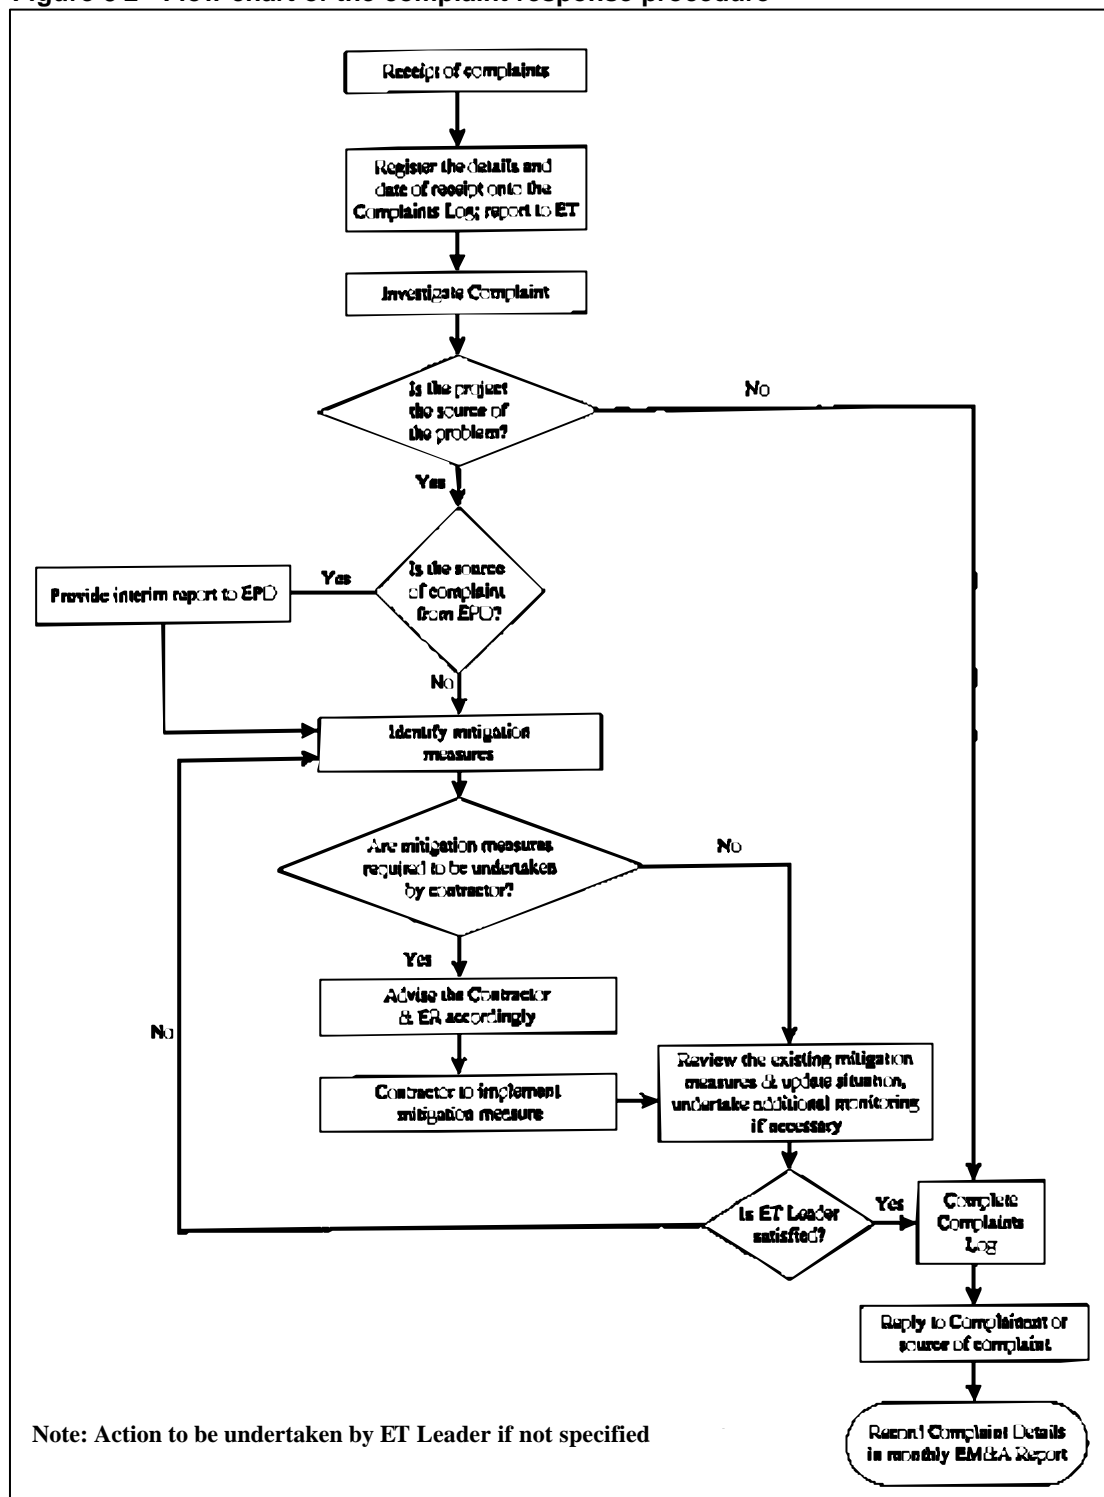 Figure 8-2 Flow chart of the complaint response procedure
Receipt of complaints
Register the details and
date of receipt onto the
Complaints Log; report to ET
Investigate Complaint
Is the project
the source of
the problem?
No
Yes
Is the source
of complaint
from EPD?
Yes
Provide interim report to EPD
No
Identify mitigation
measures
Are mitigation measures
required to be undertaken
by contractor?
No
Yes
Advise the Contractor
& ER accordingly
No
Contractor to implement
mitigation measure
Review the existing mitigation
measures & update situation,
undertake additional monitoring
if necessary
Is ET Leader
satisfied?
Yes
Complete
Complaints
Log
Reply to Complainant or
source of complaint
Record Complaint Details
in monthly EM&A Report
Note: Action to be undertaken by ET Leader if not specified